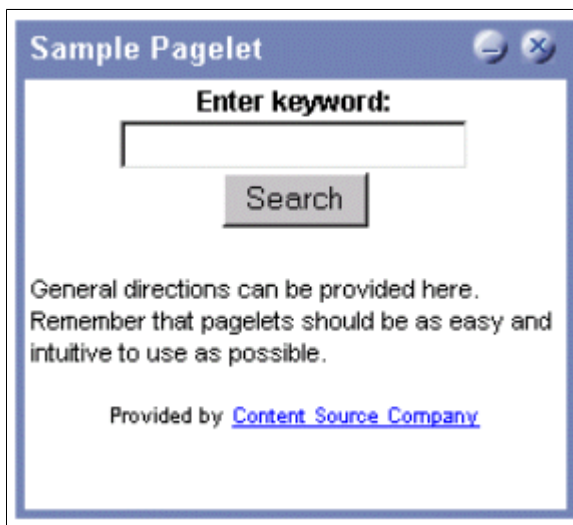 Sample Pagelet
Enter keyword:
Search
General directions can be provided here.
Remember that pagelets should be as easy and
intuitive to use as possible.
Provided by Content Source Company